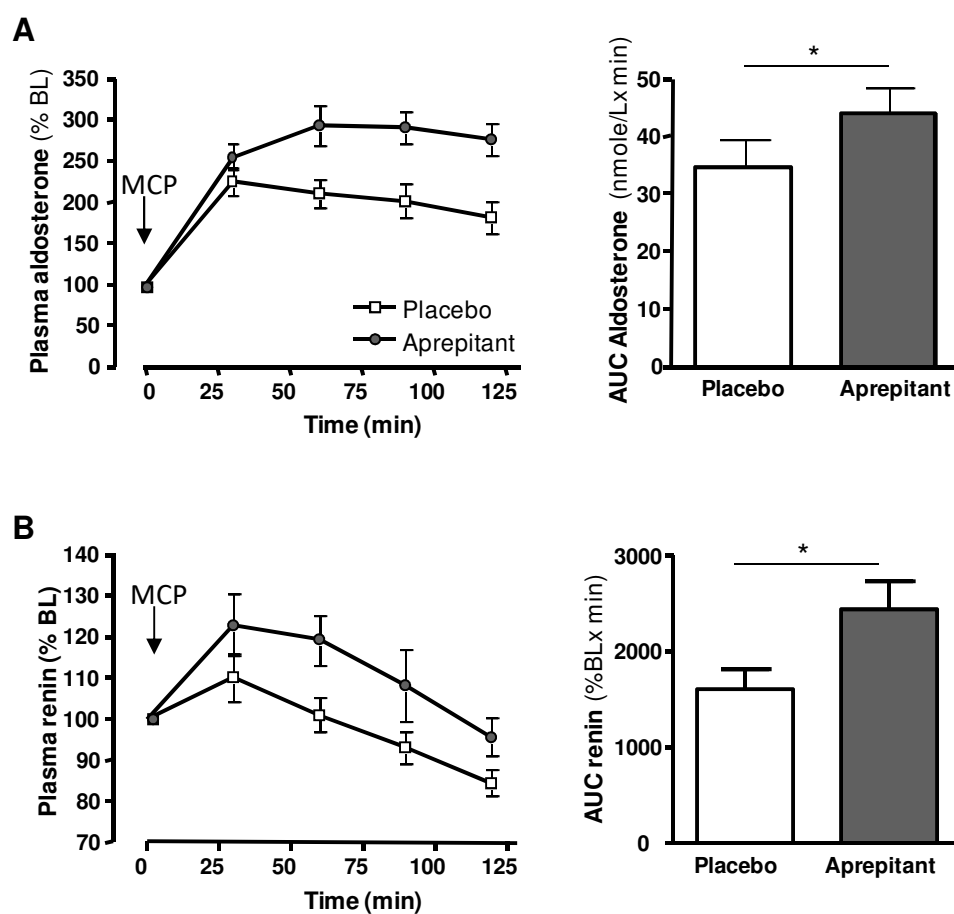 A
Plasma aldosterone (% BL)
350
300
250
200
100
50
0
MCP
Placebo
Aprepitant
0 25 50 75 100 125
Time (min)
*
AUC Aldosterone (nmole/Lx min)
50
40
30
20
10
0
Placebo Aprepitant
B
Plasma renin (% BL)
140
130
120
110
100
90
80
70
MCP
0 25 50 75 100 125
Time (min)
*
AUC renin (%BLx min)
3000
2000
1000
0
Placebo Aprepitant